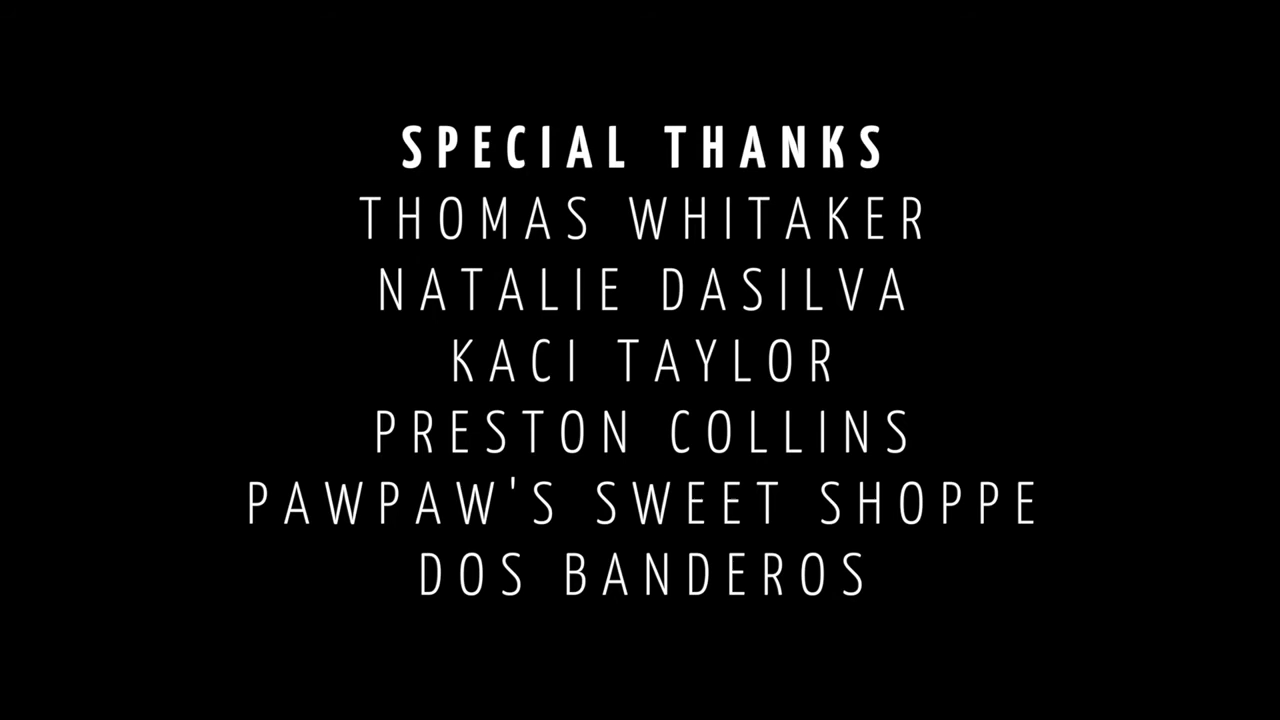 SPECIAL THANKS
THOMAS WHITAKER
NATALIE DASILVA
KACI TAYLOR
PRESTON COLLINS
PAWPAW'S SWEET SHOPPE
DOS BANDEROS